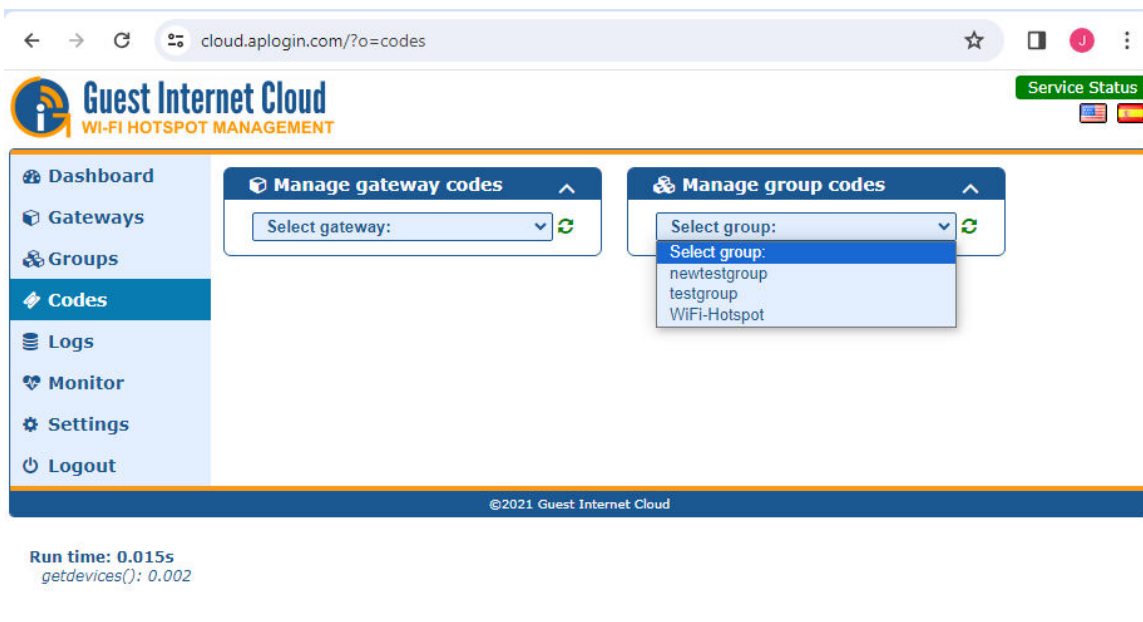 cloud.aplogin.com/?o=codes
J
Guest Internet Cloud
WI-FI HOTSPOT MANAGEMENT
Service Status
Dashboard
Gateways
Groups
Codes
Logs
Monitor
Settings
Logout
Manage gateway codes
Select gateway:
Manage group codes
Select group:
Select group:
newtestgroup
testgroup
WiFi-Hotspot
©2021 Guest Internet Cloud
Run time: 0.015s
getdevices(): 0.002